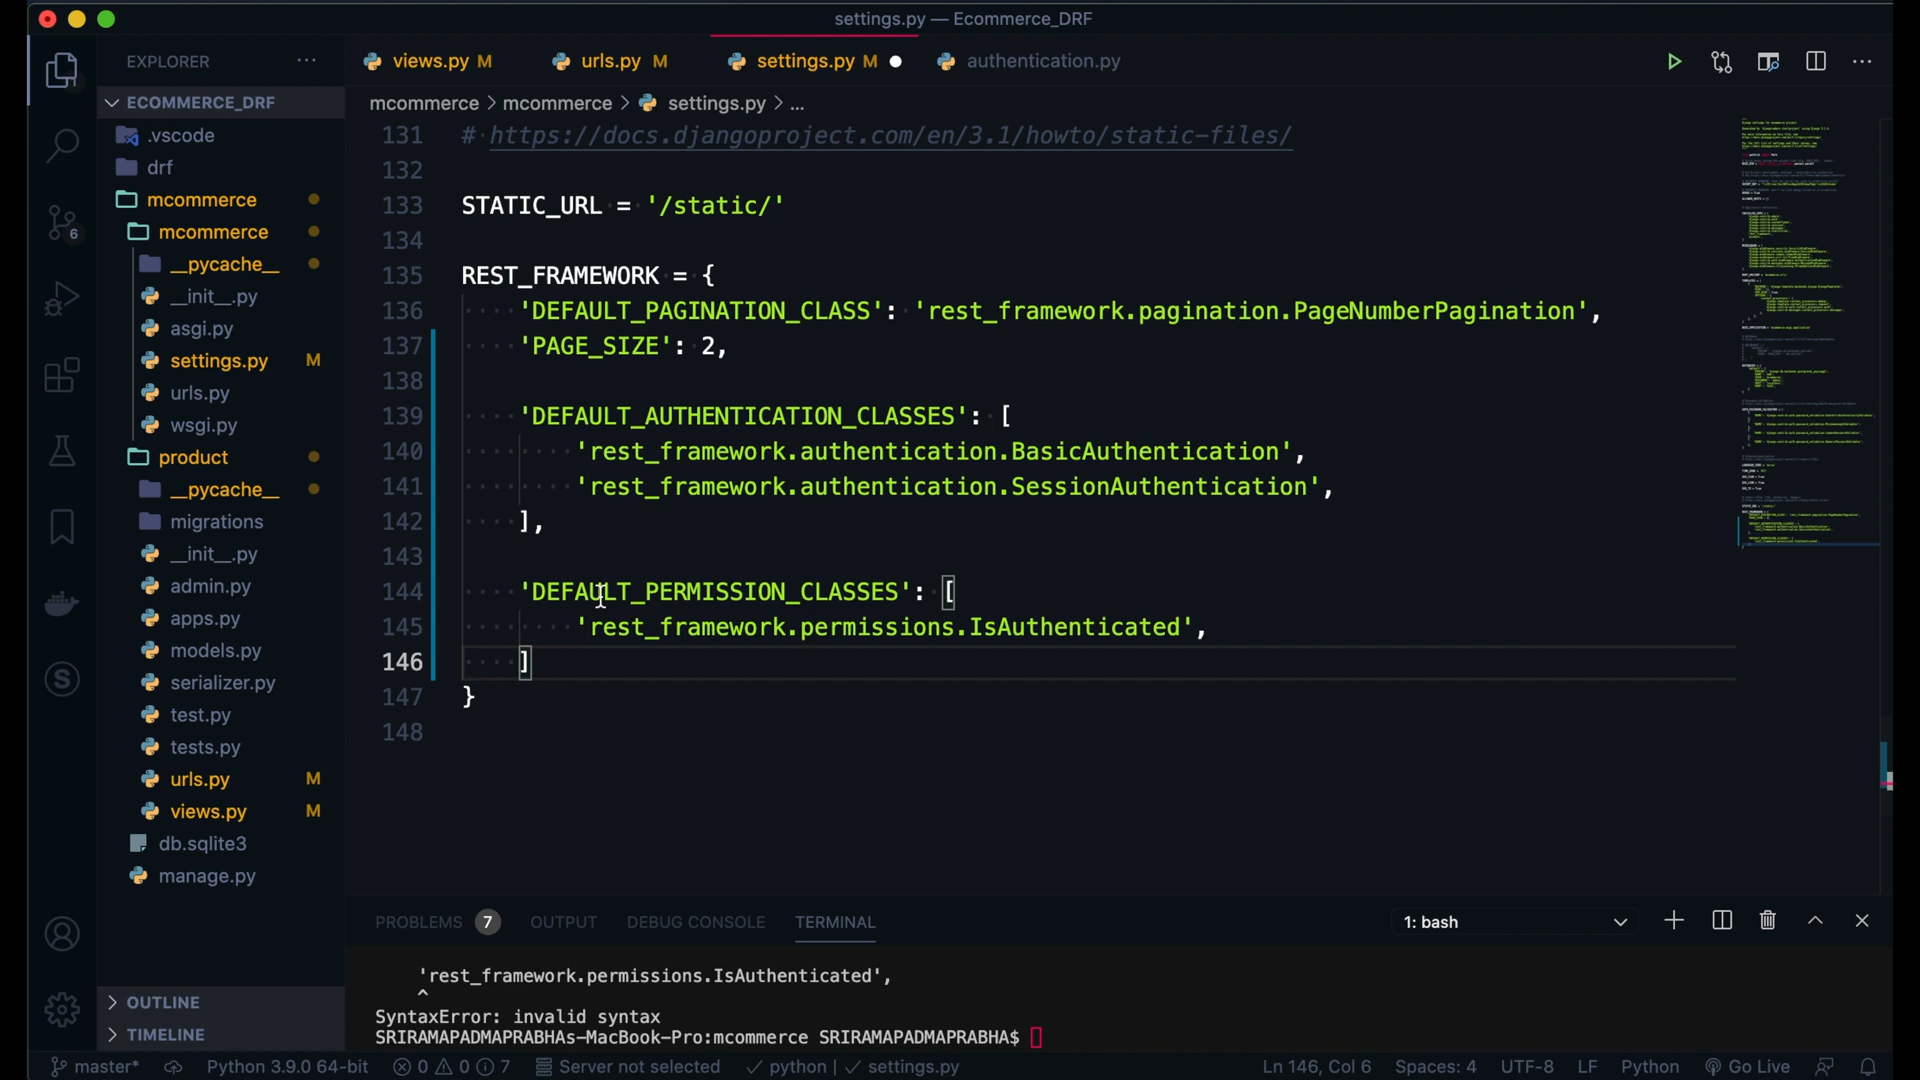 settings.py — Ecommerce_DRF
EXPLORER
views.py M
urls.py M
settings.py M
authentication.py
ECOMMERCE_DRF
mcommerce > mcommerce > settings.py > ...
.vscode
drf
mcommerce
mcommerce
__pycache__
__init__.py
asgi.py
settings.py M
urls.py
wsgi.py
product
__pycache__
migrations
__init__.py
admin.py
apps.py
models.py
serializer.py
test.py
tests.py
urls.py M
views.py M
db.sqlite3
manage.py
OUTLINE
TIMELINE
6
131 # https://docs.djangoproject.com/en/3.1/howto/static-files/
132
133 STATIC_URL = '/static/'
134
135 REST_FRAMEWORK = {
136 'DEFAULT_PAGINATION_CLASS': 'rest_framework.pagination.PageNumberPagination',
137 'PAGE_SIZE': 2,
138
139 'DEFAULT_AUTHENTICATION_CLASSES': [
140 'rest_framework.authentication.BasicAuthentication',
141 'rest_framework.authentication.SessionAuthentication',
142 ],
143
144 'DEFAULT_PERMISSION_CLASSES': [
145 'rest_framework.permissions.IsAuthenticated',
146 ]
147 }
148
PROBLEMS 7 OUTPUT DEBUG CONSOLE TERMINAL
1: bash
'rest_framework.permissions.IsAuthenticated',
^
SyntaxError: invalid syntax
SRIRAMAPADMAPRABHAs-MacBook-Pro:mcommerce SRIRAMAPADMAPRABHA$
master* Python 3.9.0 64-bit 0 0 7 Server not selected ✓ python | ✓ settings.py Ln 146, Col 6 Spaces: 4 UTF-8 LF Python Go Live